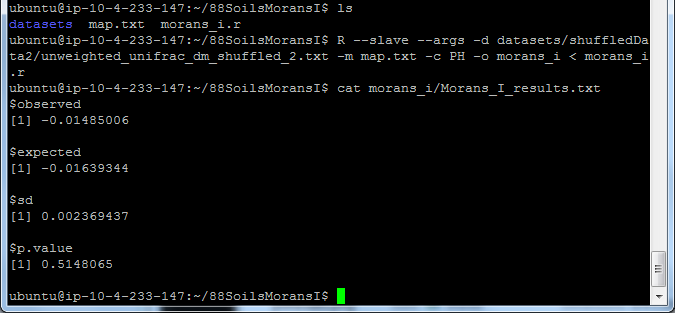 ubuntu@ip-10-4-233-147:~/88SoilsMoransI$ ls
datasets  map.txt  morans_i.r
ubuntu@ip-10-4-233-147:~/88SoilsMoransI$ R --slave --args -d datasets/shuffledDa
ta2/unweighted_unifrac_dm_shuffled_2.txt -m map.txt -c PH -o morans_i < morans_i
.r
ubuntu@ip-10-4-233-147:~/88SoilsMoransI$ cat morans_i/Morans_I_results.txt
$observed
[1] -0.01485006
$expected
[1] -0.01639344
$sd
[1] 0.002369437
$p.value
[1] 0.5148065
ubuntu@ip-10-4-233-147:~/88SoilsMoransI$